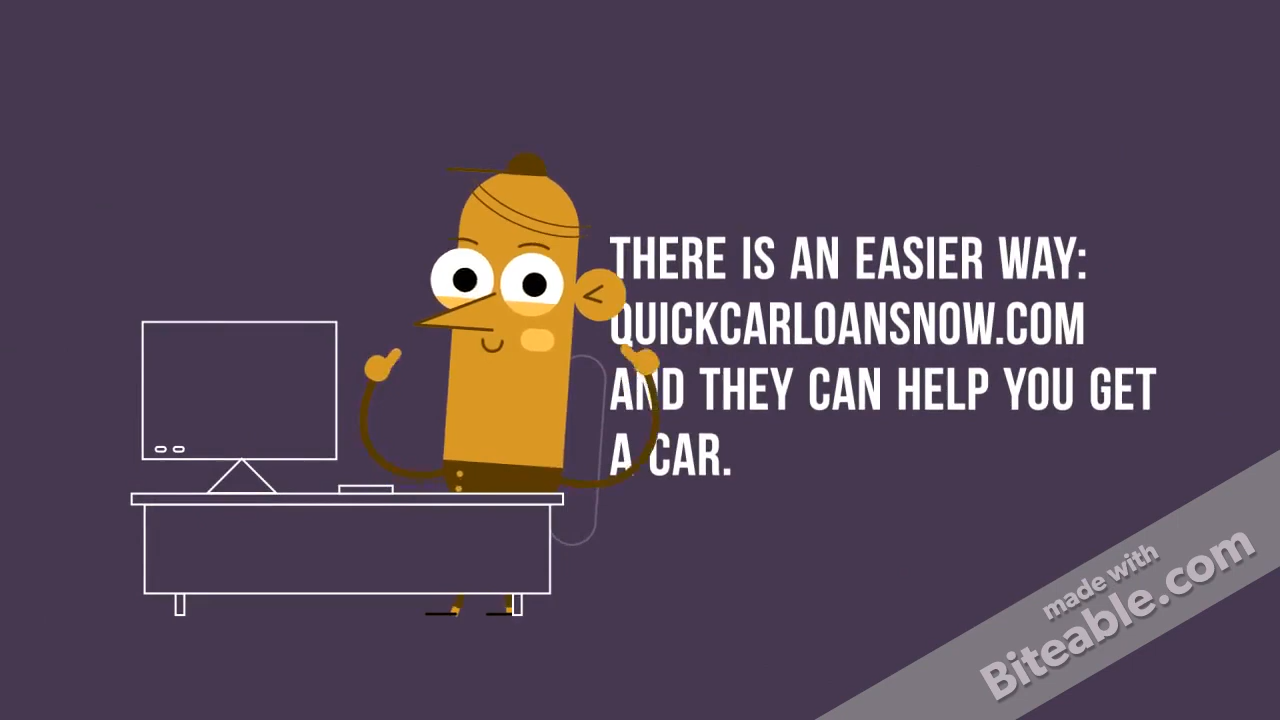 THERE IS AN EASIER WAY:
QUICKCARLOANSNOW.COM
AND THEY CAN HELP YOU GET
A CAR.
made with
Biteable.com